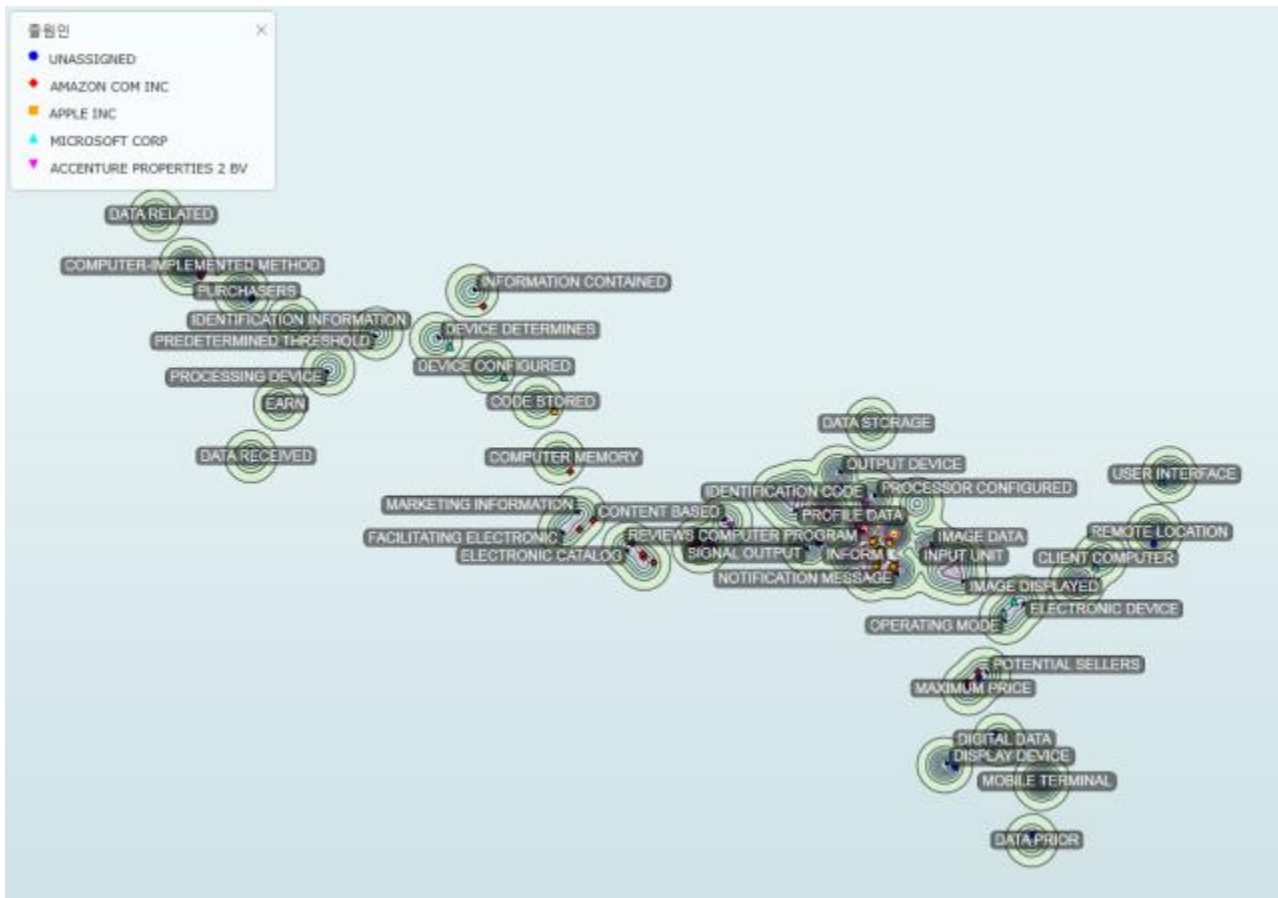 출원인
UNASSIGNED
AMAZON COM INC
APPLE INC
MICROSOFT CORP
ACCENTURE PROPERTIES 2 BV
DATA RELATED
COMPUTER-IMPLEMENTED METHOD
PURCHASERS
IDENTIFICATION INFORMATION
PREDETERMINED THRESHOLD
PROCESSING DEVICE
EARN
DATA RECEIVED
INFORMATION CONTAINED
DEVICE DETERMINES
DEVICE CONFIGURED
CODE STORED
COMPUTER MEMORY
MARKETING INFORMATION
CONTENT BASED
FACILITATING ELECTRONIC
ELECTRONIC CATALOG
DATA STORAGE
OUTPUT DEVICE
IDENTIFICATION CODE
PROCESSOR CONFIGURED
PROFILE DATA
REVIEWS COMPUTER PROGRAM
IMAGE DATA
SIGNAL OUTPUT
INFORM
INPUT UNIT
NOTIFICATION MESSAGE
IMAGE DISPLAYED
USER INTERFACE
REMOTE LOCATION
CLIENT COMPUTER
ELECTRONIC DEVICE
OPERATING MODE
POTENTIAL SELLERS
MAXIMUM PRICE
DIGITAL DATA
DISPLAY DEVICE
MOBILE TERMINAL
DATA PRIOR